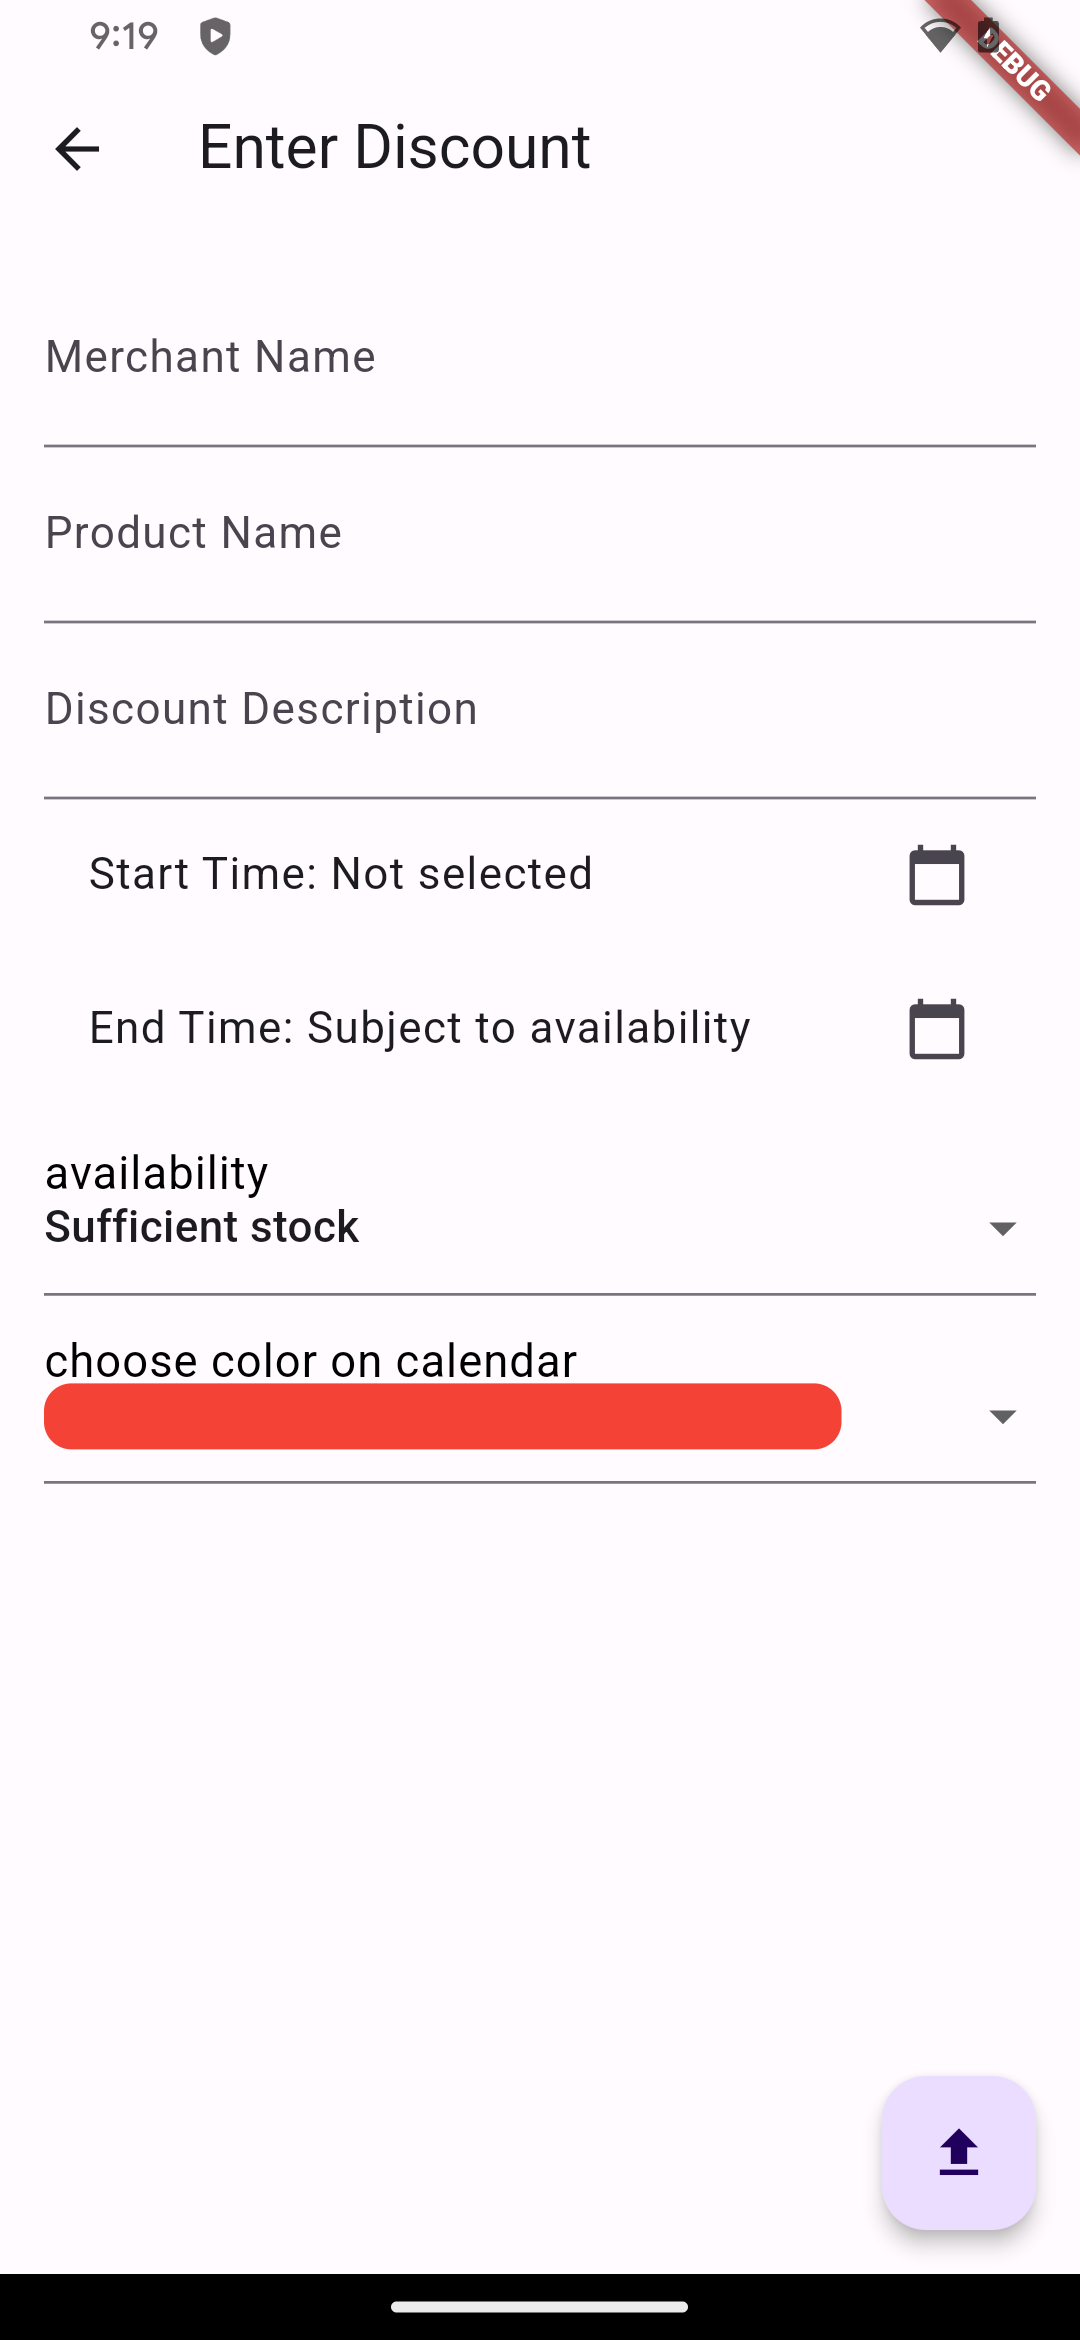 9:19
DEBUG
Enter Discount
Merchant Name
Product Name
Discount Description
Start Time: Not selected
End Time: Subject to availability
availability
Sufficient stock
choose color on calendar